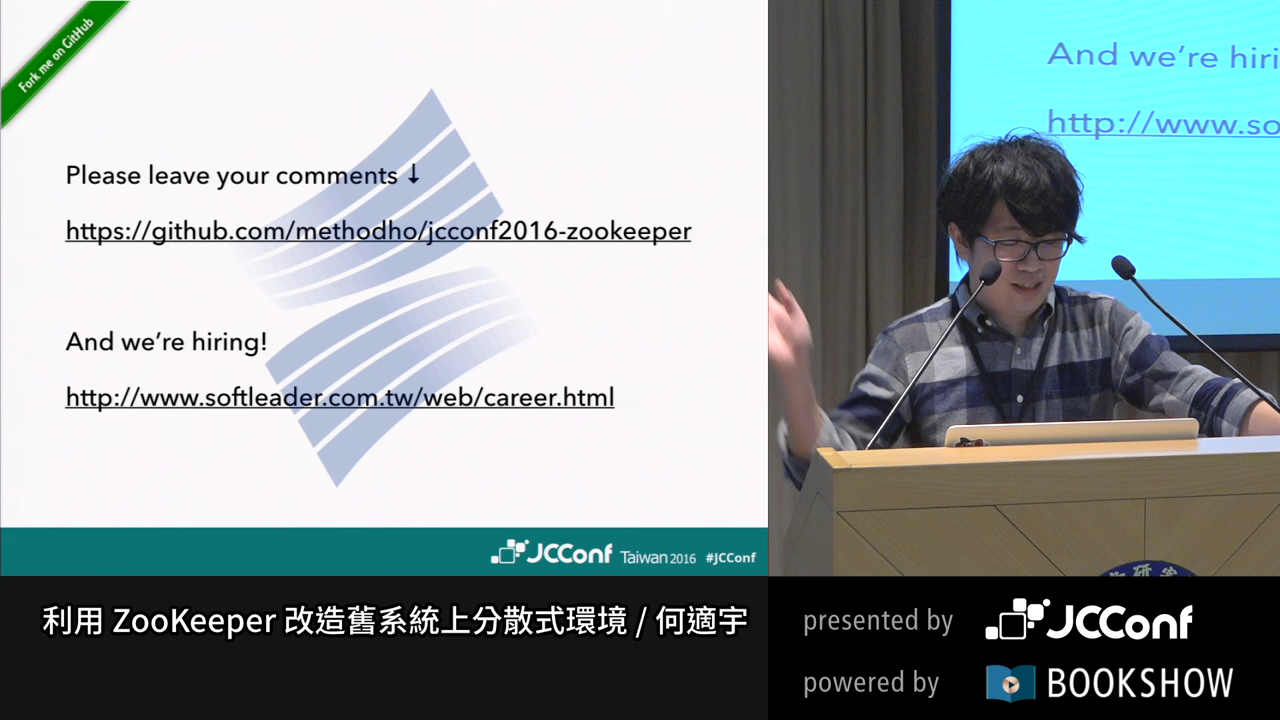 Fork me on GitHub
Please leave your comments ↓
https://github.com/methodho/jcconf2016-zookeeper
And we're hiring!
http://www.softleader.com.tw/web/career.html
JCConf Taiwan 2016 #JCConf
And we're hiri
http://www.so
利用 ZooKeeper 改造舊系統上分散式環境 / 何適宇
presented by JCConf
powered by BOOKSHOW